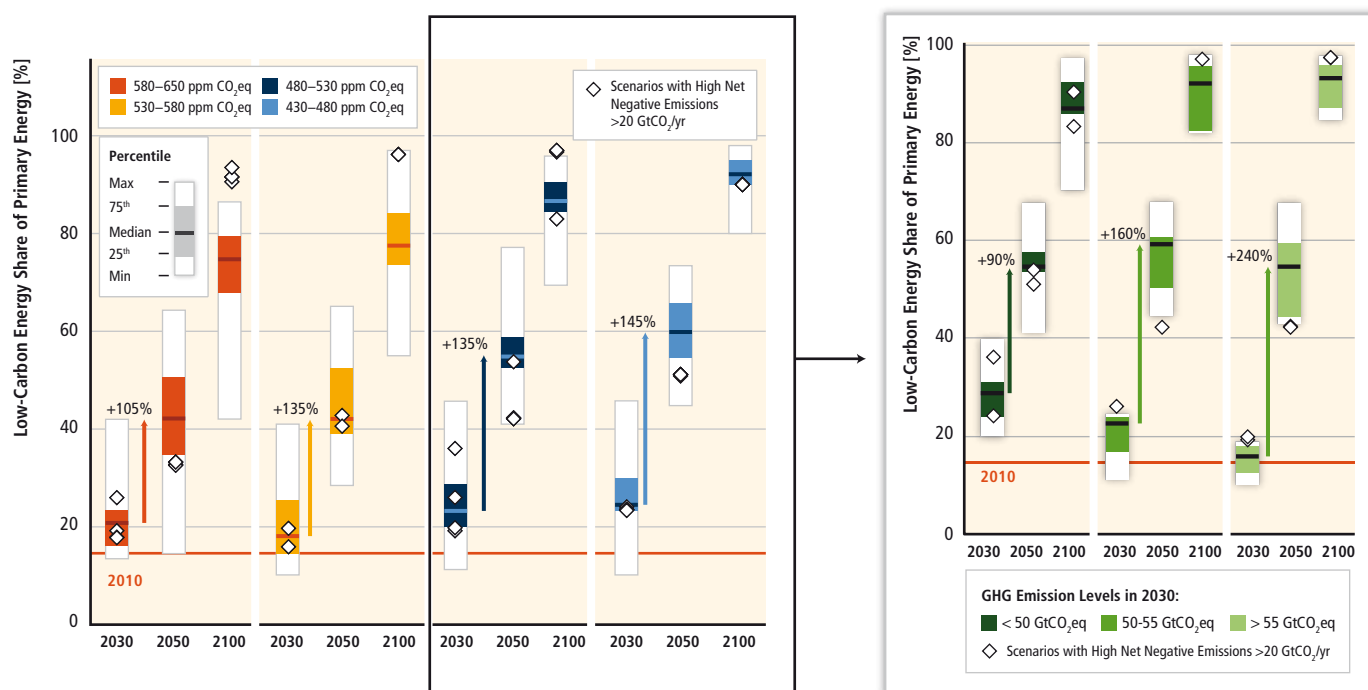 Low-Carbon Energy Share of Primary Energy [%]
580–650 ppm CO₂eq
530–580 ppm CO₂eq
480–530 ppm CO₂eq
430–480 ppm CO₂eq
Scenarios with High Net
Negative Emissions
>20 GtCO₂/yr
Percentile
Max
75th
Median
25th
Min
100
80
60
40
20
0
+105%
+135%
+135%
+145%
2010
2030 2050 2100
2030 2050 2100
2030 2050 2100
2030 2050 2100
Low-Carbon Energy Share of Primary Energy [%]
100
80
60
40
20
0
+90%
+160%
+240%
2010
2030 2050 2100
2030 2050 2100
2030 2050 2100
GHG Emission Levels in 2030:
< 50 GtCO₂eq 50-55 GtCO₂eq > 55 GtCO₂eq
Scenarios with High Net Negative Emissions >20 GtCO₂/yr